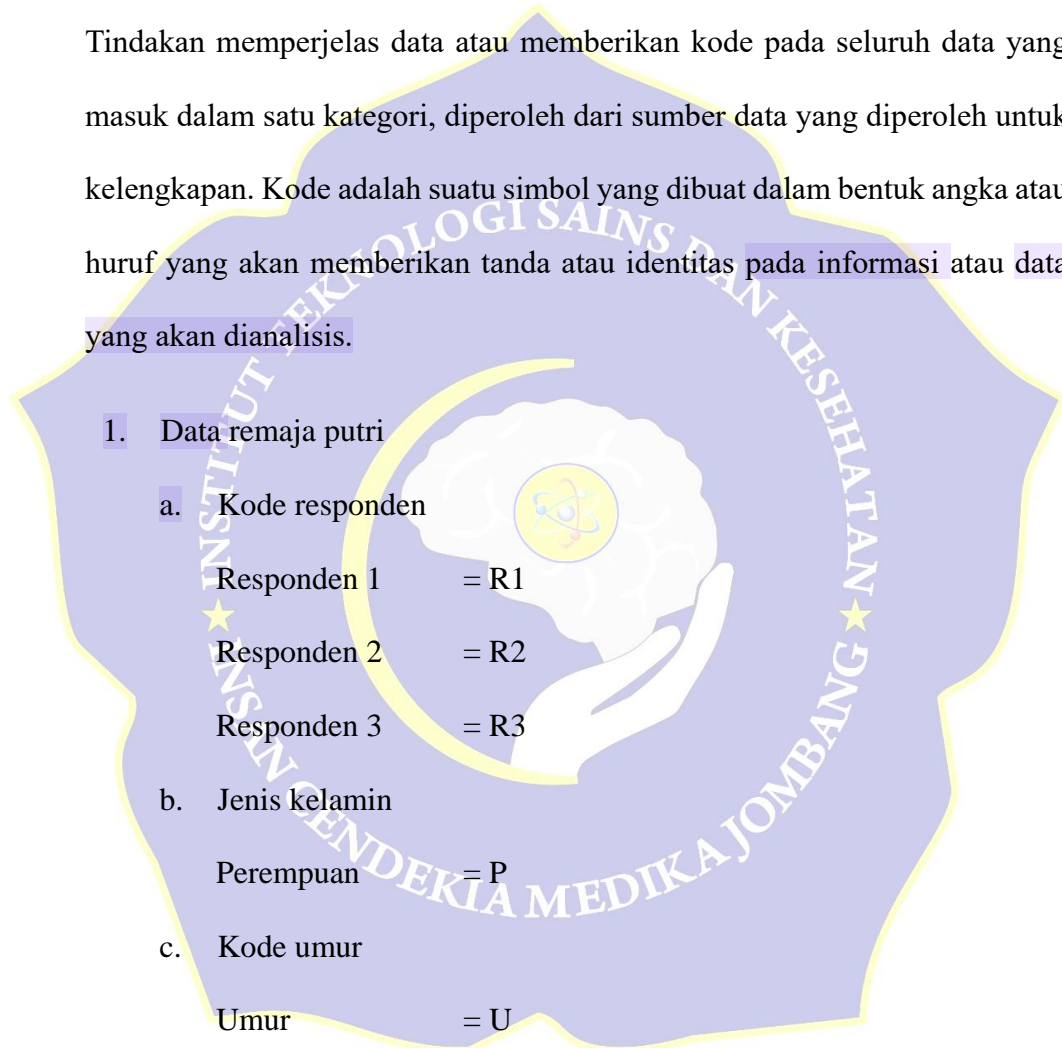 Tindakan memperjelas data atau memberikan kode pada seluruh data yang
masuk dalam satu kategori, diperoleh dari sumber data yang diperoleh untuk
kelengkapan. Kode adalah suatu simbol yang dibuat dalam bentuk angka atau
huruf yang akan memberikan tanda atau identitas pada informasi atau data
yang akan dianalisis.
1. Data remaja putri
a. Kode responden
Responden 1 = R1
Responden 2 = R2
Responden 3 = R3
b. Jenis kelamin
Perempuan = P
c. Kode umur
Umur = U
INSTITUT TEKNOLOGI SAINS DAN KESEHATAN
INSAN CENDEKIA MEDIKA JOMBANG